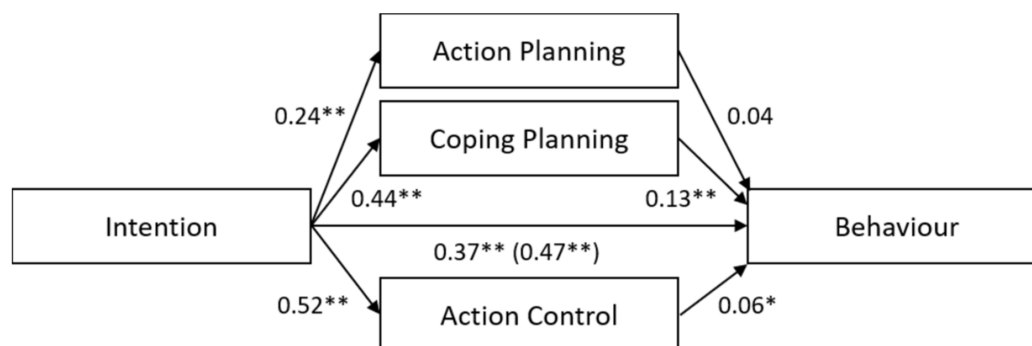 Action Planning
0.24**
0.04
Coping Planning
0.44**
0.13**
Intention
Behaviour
0.37** (0.47**)
0.52**
Action Control
0.06*